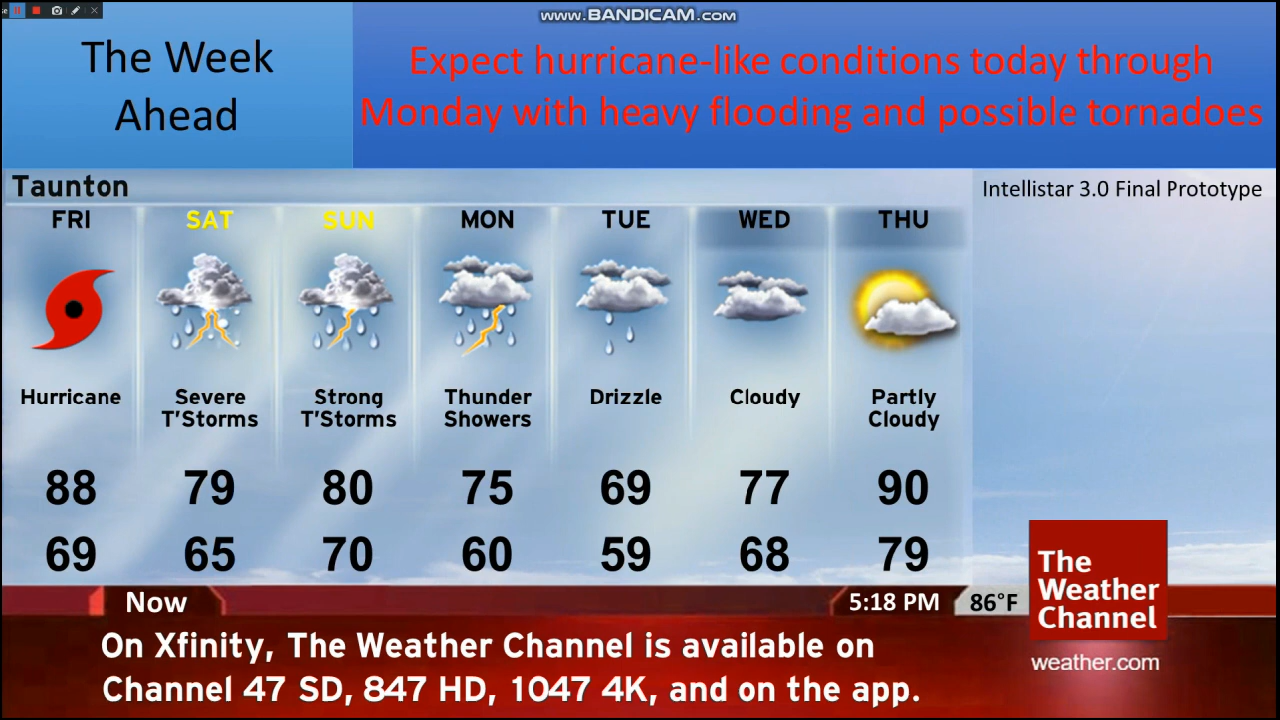 www.BANDICAM.com
The Week
Ahead
Expect hurricane-like conditions today through
Monday with heavy flooding and possible tornadoes
Taunton
Intellistar 3.0 Final Prototype
FRI SAT SUN MON TUE WED THU
Hurricane Severe Strong Thunder Drizzle Cloudy Partly
T'Storms T'Storms Showers Cloudy
88 79 80 75 69 77 90
69 65 70 60 59 68 79
Now 5:18 PM 86°F
On Xfinity, The Weather Channel is available on
Channel 47 SD, 847 HD, 1047 4K, and on the app.
The
Weather
Channel
weather.com